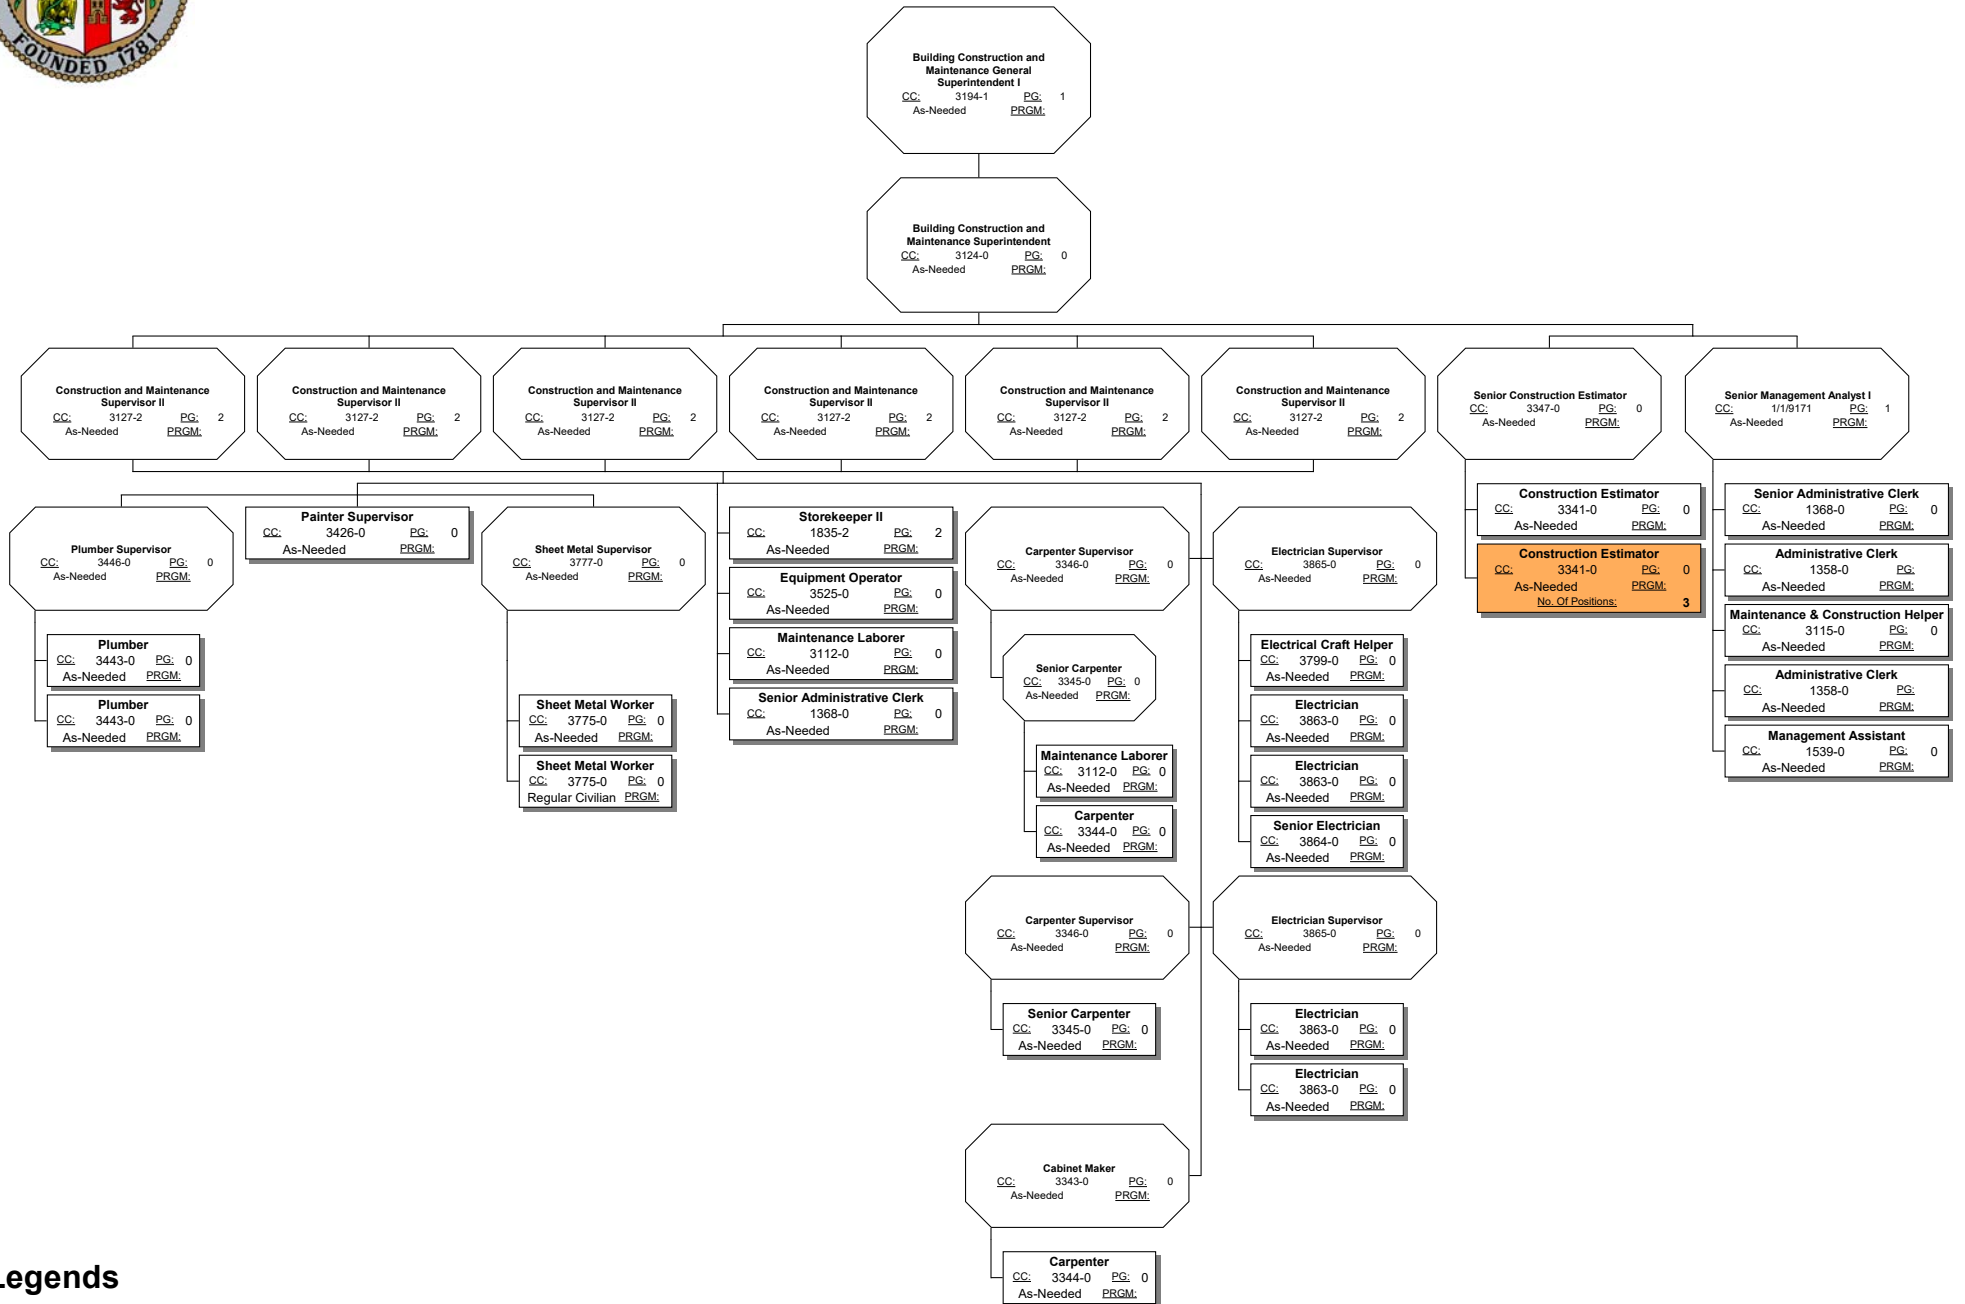 FOUNDED 1781
Building Construction and
Maintenance General
Superintendent I
CC: 3194-1 PG: 1
As-Needed PRGM:
Building Construction and
Maintenance Superintendent
CC: 3124-0 PG: 0
As-Needed PRGM:
Construction and Maintenance
Supervisor II
CC: 3127-2 PG: 2
As-Needed PRGM:
Construction and Maintenance
Supervisor II
CC: 3127-2 PG: 2
As-Needed PRGM:
Construction and Maintenance
Supervisor II
CC: 3127-2 PG: 2
As-Needed PRGM:
Construction and Maintenance
Supervisor II
CC: 3127-2 PG: 2
As-Needed PRGM:
Construction and Maintenance
Supervisor II
CC: 3127-2 PG: 2
As-Needed PRGM:
Construction and Maintenance
Supervisor II
CC: 3127-2 PG: 2
As-Needed PRGM:
Senior Construction Estimator
CC: 3347-0 PG: 0
As-Needed PRGM:
Senior Management Analyst I
CC: 1/1/9171 PG: 1
As-Needed PRGM:
Plumber Supervisor
CC: 3446-0 PG: 0
As-Needed PRGM:
Plumber
CC: 3443-0 PG: 0
As-Needed PRGM:
Plumber
CC: 3443-0 PG: 0
As-Needed PRGM:
Painter Supervisor
CC: 3426-0 PG: 0
As-Needed PRGM:
Sheet Metal Supervisor
CC: 3777-0 PG: 0
As-Needed PRGM:
Sheet Metal Worker
CC: 3775-0 PG: 0
As-Needed PRGM:
Sheet Metal Worker
CC: 3775-0 PG: 0
Regular Civilian PRGM:
Storekeeper II
CC: 1835-2 PG: 2
As-Needed PRGM:
Equipment Operator
CC: 3525-0 PG: 0
As-Needed PRGM:
Maintenance Laborer
CC: 3112-0 PG: 0
As-Needed PRGM:
Senior Administrative Clerk
CC: 1368-0 PG: 0
As-Needed PRGM:
Carpenter Supervisor
CC: 3346-0 PG: 0
As-Needed PRGM:
Senior Carpenter
CC: 3345-0 PG: 0
As-Needed PRGM:
Maintenance Laborer
CC: 3112-0 PG: 0
As-Needed PRGM:
Carpenter
CC: 3344-0 PG: 0
As-Needed PRGM:
Electrician Supervisor
CC: 3865-0 PG: 0
As-Needed PRGM:
Electrical Craft Helper
CC: 3799-0 PG: 0
As-Needed PRGM:
Electrician
CC: 3863-0 PG: 0
As-Needed PRGM:
Electrician
CC: 3863-0 PG: 0
As-Needed PRGM:
Senior Electrician
CC: 3864-0 PG: 0
As-Needed PRGM:
Construction Estimator
CC: 3341-0 PG: 0
As-Needed PRGM:
Construction Estimator
CC: 3341-0 PG: 0
As-Needed PRGM:
No. Of Positions: 3
Senior Administrative Clerk
CC: 1368-0 PG: 0
As-Needed PRGM:
Administrative Clerk
CC: 1358-0 PG:
As-Needed PRGM:
Maintenance & Construction Helper
CC: 3115-0 PG: 0
As-Needed PRGM:
Administrative Clerk
CC: 1358-0 PG:
As-Needed PRGM:
Management Assistant
CC: 1539-0 PG: 0
As-Needed PRGM:
Carpenter Supervisor
CC: 3346-0 PG: 0
As-Needed PRGM:
Senior Carpenter
CC: 3345-0 PG: 0
As-Needed PRGM:
Electrician Supervisor
CC: 3865-0 PG: 0
As-Needed PRGM:
Electrician
CC: 3863-0 PG: 0
As-Needed PRGM:
Electrician
CC: 3863-0 PG: 0
As-Needed PRGM:
Cabinet Maker
CC: 3343-0 PG: 0
As-Needed PRGM:
Carpenter
CC: 3344-0 PG: 0
As-Needed PRGM:
Legends